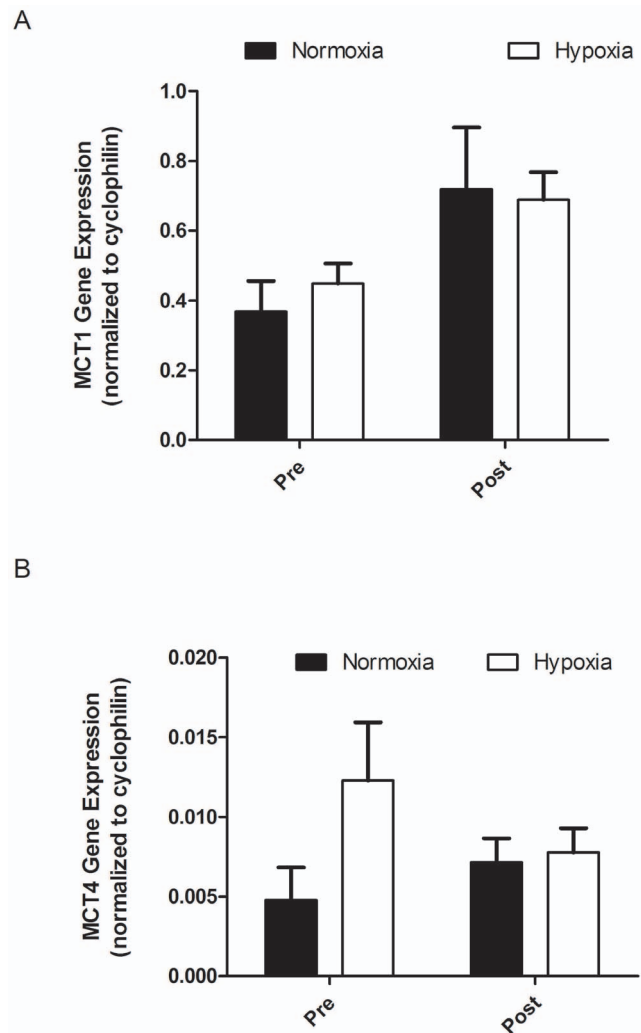 A
Normoxia Hypoxia
MCT1 Gene Expression
(normalized to cyclophilin)
1.0
0.8
0.6
0.4
0.2
0.0
Pre Post
B
Normoxia Hypoxia
MCT4 Gene Expression
(normalized to cyclophilin)
0.020
0.015
0.010
0.005
0.000
Pre Post